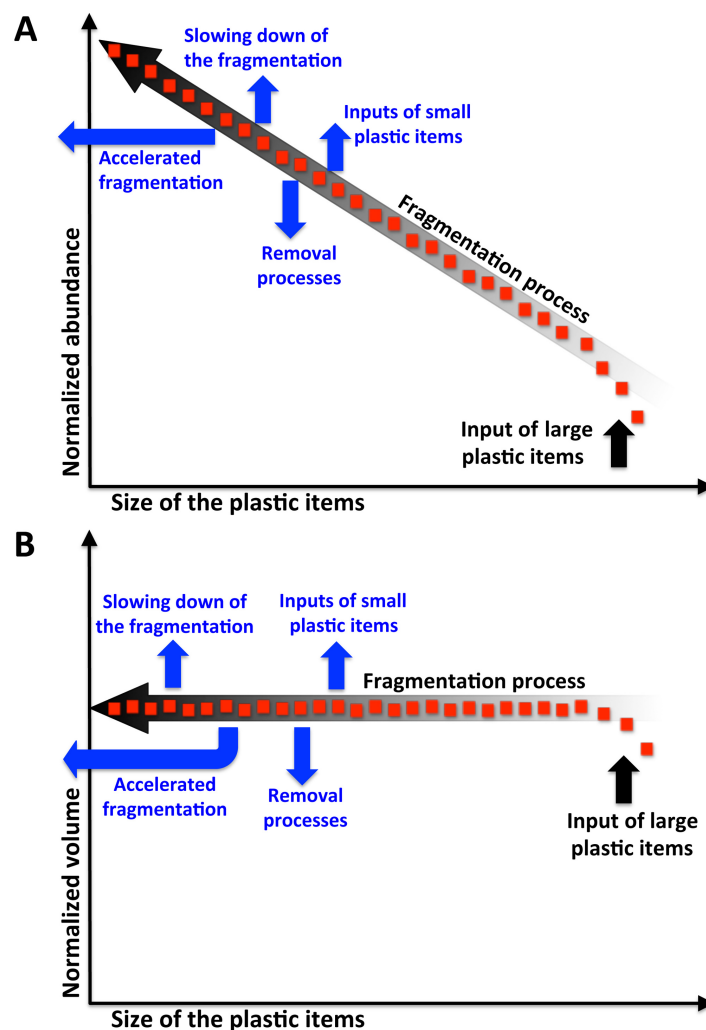 A
Slowing down of
the fragmentation
Inputs of small
plastic items
Accelerated
fragmentation
Removal
processes
Fragmentation process
Normalized abundance
Input of large
plastic items
Size of the plastic items
B
Slowing down of
the fragmentation
Inputs of small
plastic items
Fragmentation process
Accelerated
fragmentation
Removal
processes
Normalized volume
Input of large
plastic items
Size of the plastic items